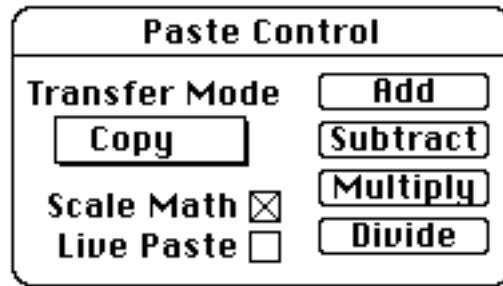 Paste Control
Transfer Mode
Copy
Scale Math
Live Paste
Add
Subtract
Multiply
Divide